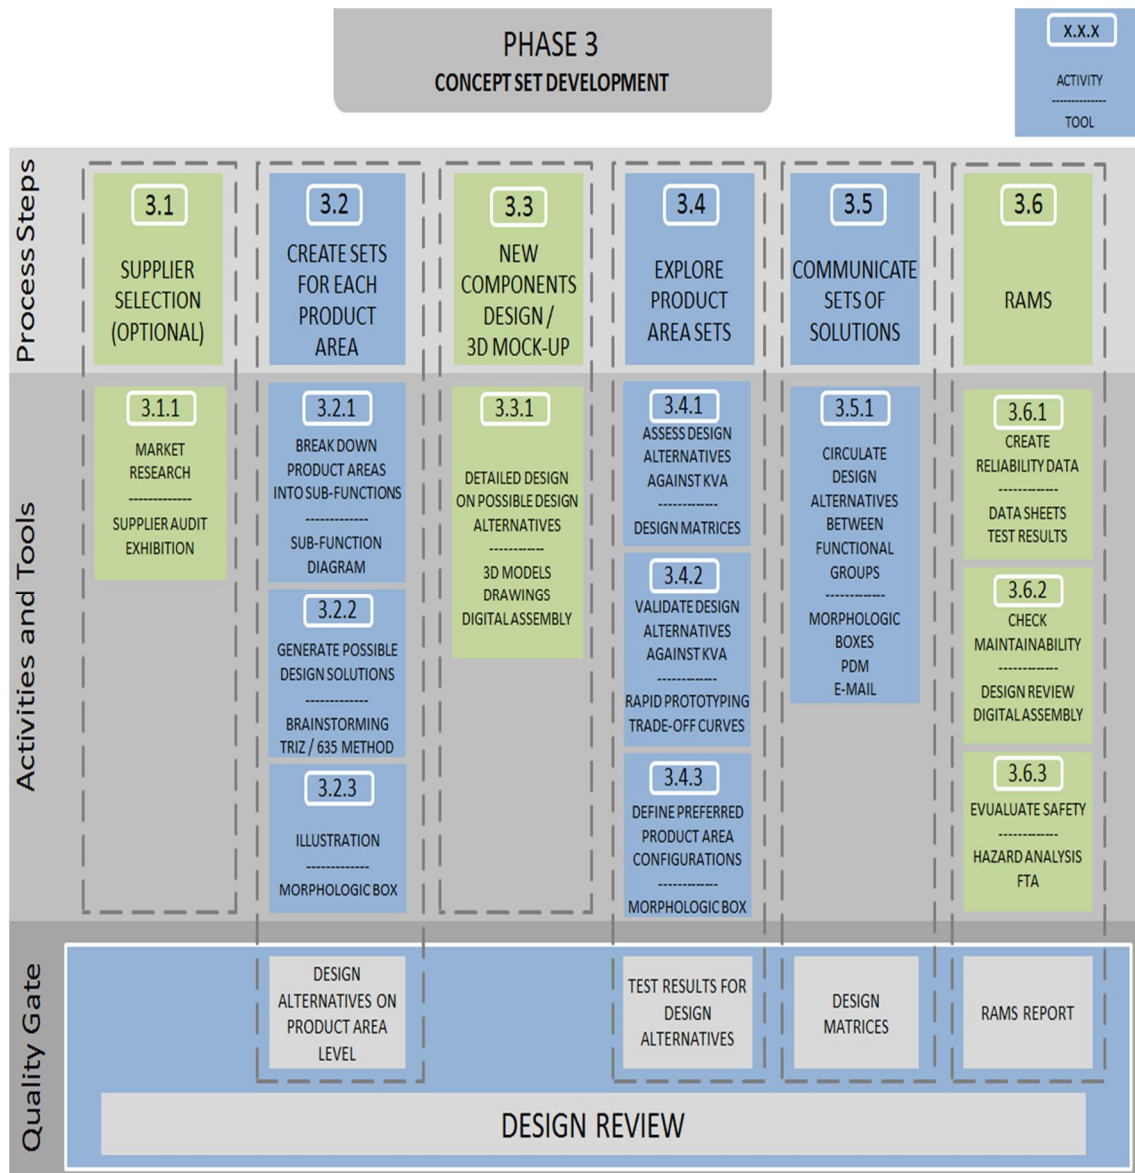 PHASE 3
CONCEPT SET DEVELOPMENT
X.X.X
ACTIVITY
--------------
TOOL
Process Steps
3.1
SUPPLIER
SELECTION
(OPTIONAL)
3.2
CREATE SETS
FOR EACH
PRODUCT
AREA
3.3
NEW
COMPONENTS
DESIGN /
3D MOCK-UP
3.4
EXPLORE
PRODUCT
AREA SETS
3.5
COMMUNICATE
SETS OF
SOLUTIONS
3.6
RAMS
Activities and Tools
3.1.1
MARKET
RESEARCH
-------------
SUPPLIER AUDIT
EXHIBITION
3.2.1
BREAK DOWN
PRODUCT AREAS
INTO SUB-FUNCTIONS
-------------
SUB-FUNCTION
DIAGRAM
3.2.2
GENERATE POSSIBLE
DESIGN SOLUTIONS
-------------
BRAINSTORMING
TRIZ / 635 METHOD
3.2.3
ILLUSTRATION
-------------
MORPHOLOGIC BOX
3.3.1
DETAILED DESIGN
ON POSSIBLE DESIGN
ALTERNATIVES
------------
3D MODELS
DRAWINGS
DIGITAL ASSEMBLY
3.4.1
ASSESS DESIGN
ALTERNATIVES
AGAINST KVA
-------------
DESIGN MATRICES
3.4.2
VALIDATE DESIGN
ALTERNATIVES
AGAINST KVA
-------------
RAPID PROTOTYPING
TRADE-OFF CURVES
3.4.3
DEFINE PREFERRED
PRODUCT AREA
CONFIGURATIONS
-------------
MORPHOLOGIC BOX
3.5.1
CIRCULATE
DESIGN
ALTERNATIVES
BETWEEN
FUNCTIONAL
GROUPS
-------------
MORPHOLOGIC
BOXES
PDM
E-MAIL
3.6.1
CREATE
RELIABILITY DATA
-------------
DATA SHEETS
TEST RESULTS
3.6.2
CHECK
MAINTAINABILITY
-------------
DESIGN REVIEW
DIGITAL ASSEMBLY
3.6.3
EVUALUATE SAFETY
-------------
HAZARD ANALYSIS
FTA
Quality Gate
DESIGN
ALTERNATIVES ON
PRODUCT AREA
LEVEL
TEST RESULTS FOR
DESIGN
ALTERNATIVES
DESIGN
MATRICES
RAMS REPORT
DESIGN REVIEW